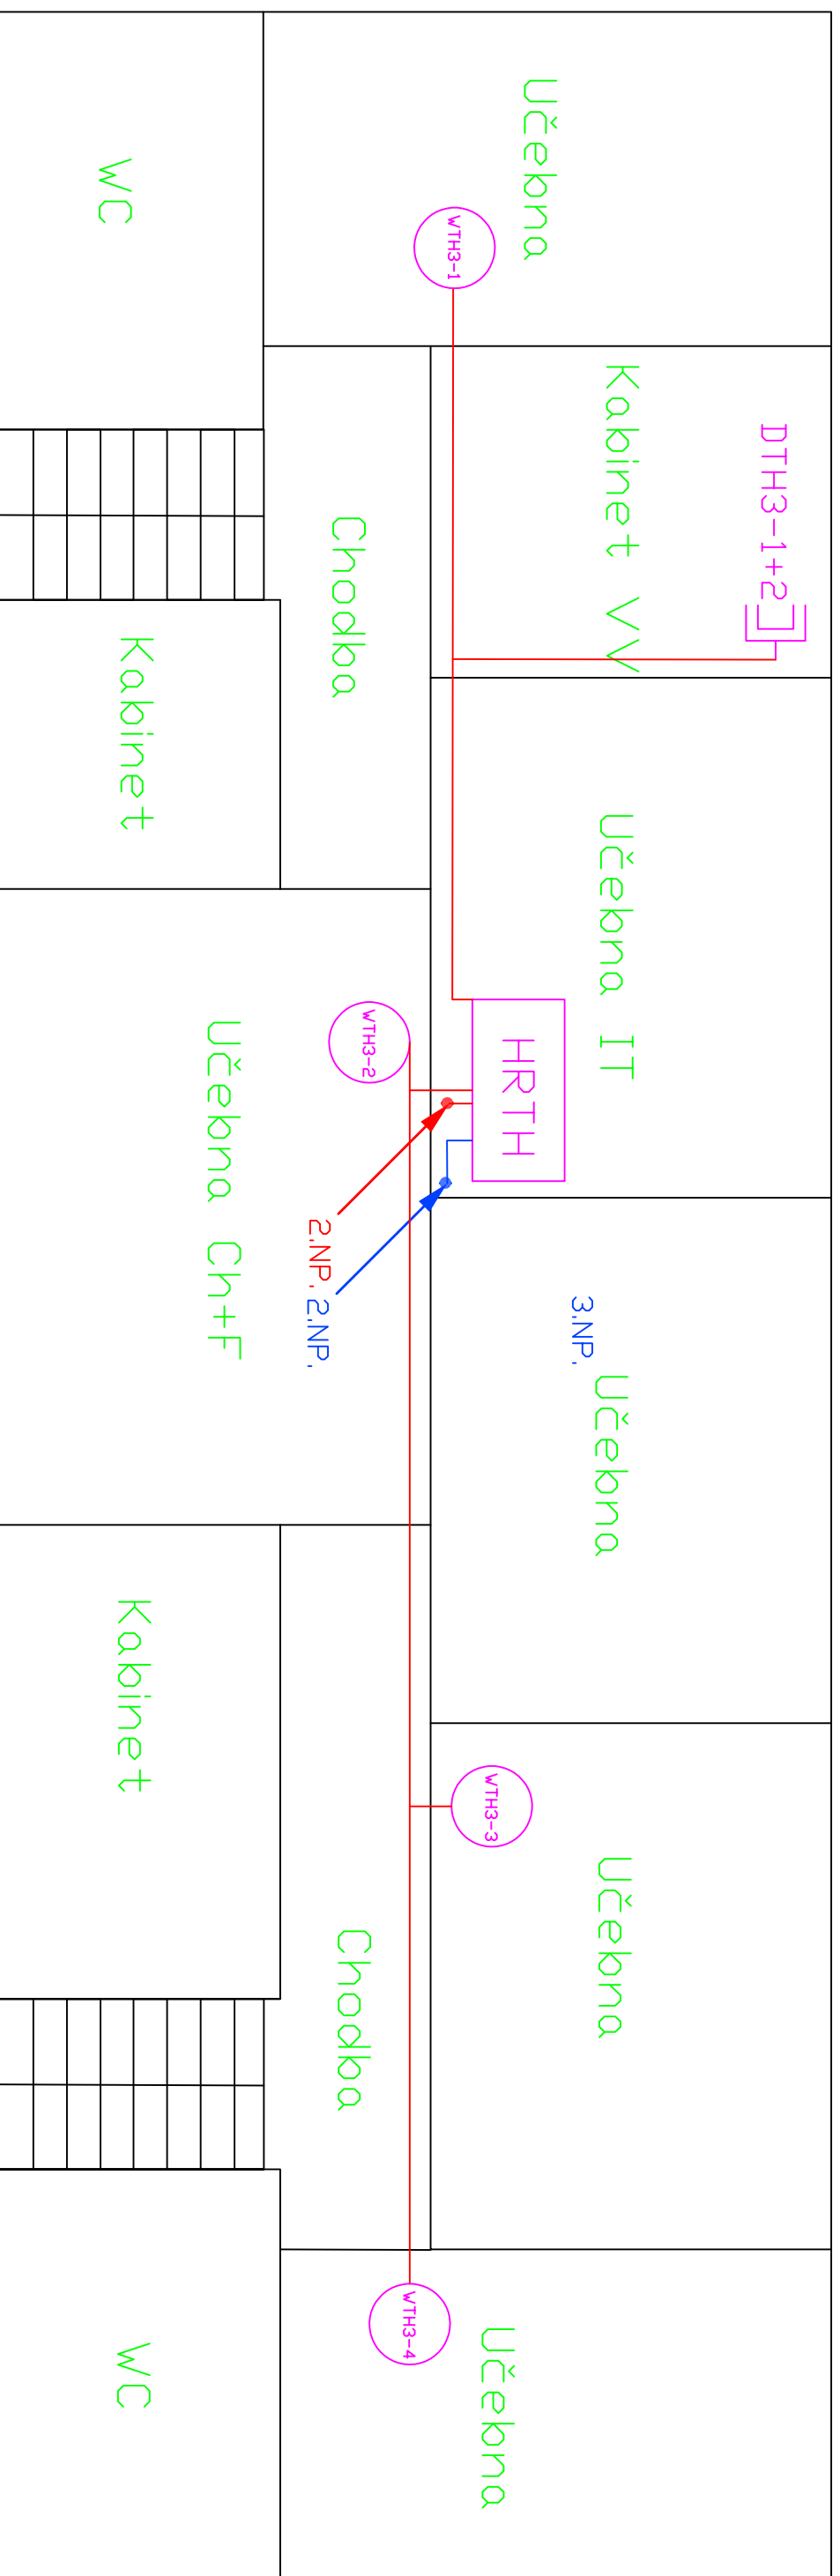 Učebna
WC
WTH3-1
DTH3-1+2
Kabinet VV
Chodba
Kabinet
Učebna IT
HRTH
WTH3-2
Učebna Ch+F
2.NP.
2.NP.
3.NP.
Učebna
Kabinet
WTH3-3
Učebna
Chodba
WTH3-4
Učebna
WC